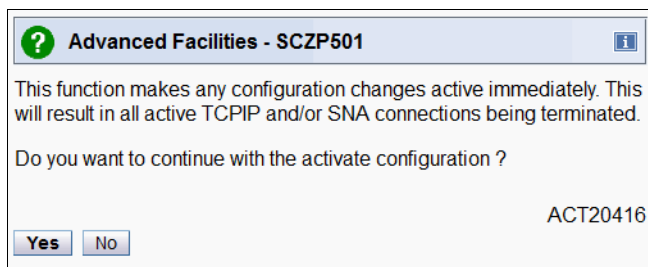 Advanced Facilities - SCZP501
This function makes any configuration changes active immediately. This
will result in all active TCPIP and/or SNA connections being terminated.
Do you want to continue with the activate configuration ?
ACT20416
Yes No